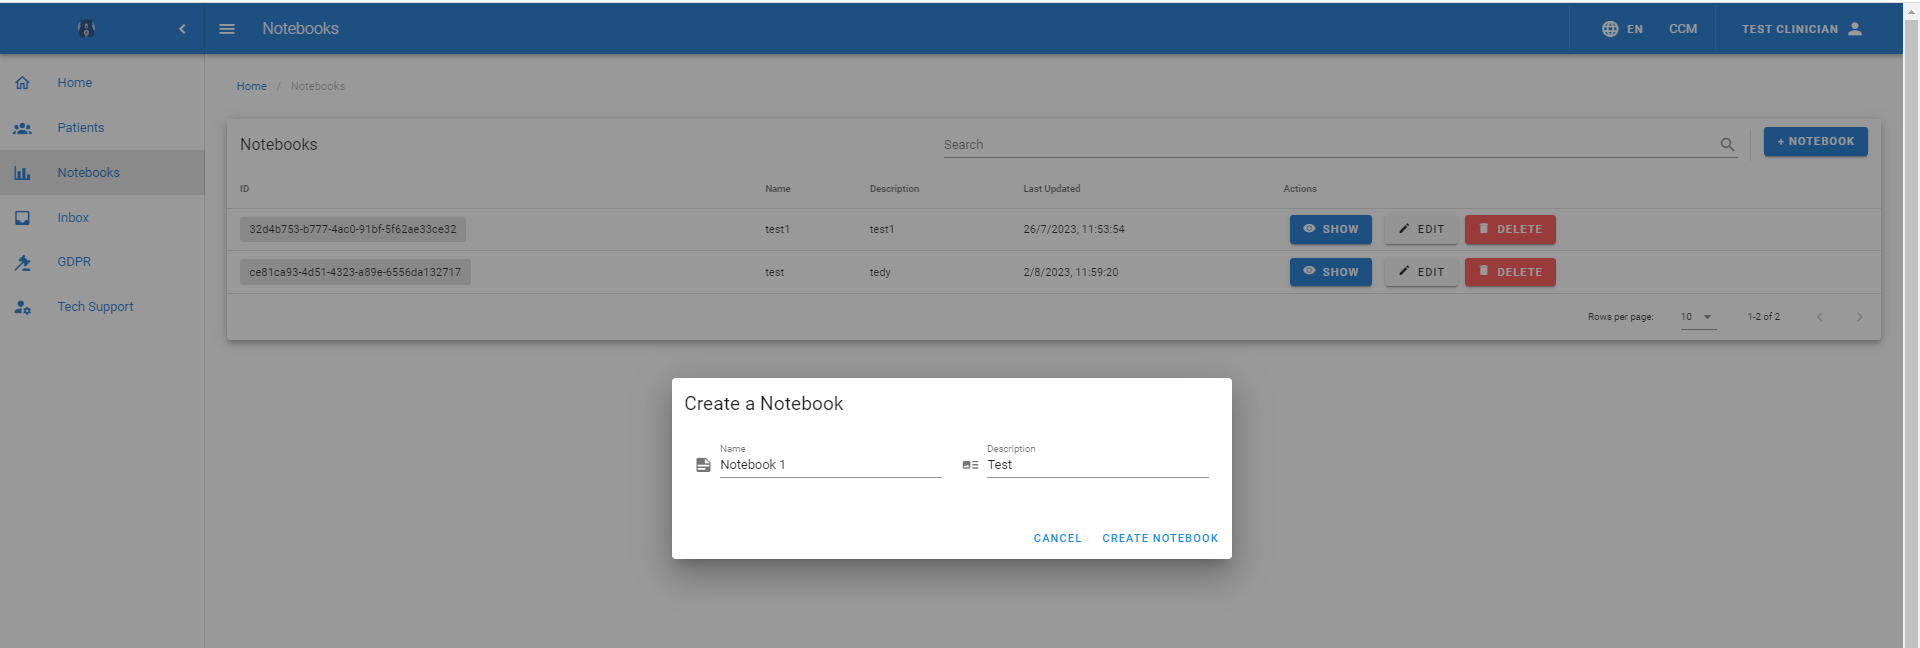 Notebooks
EN
CCM
TEST CLINICIAN
Home
Patients
Notebooks
Inbox
GDPR
Tech Support
Home / Notebooks
Notebooks
Search
+ NOTEBOOK
ID Name Description Last Updated Actions
32d4b753-b777-4ac0-91bf-5f62ae33ce32 test1 test1 26/7/2023, 11:53:54 SHOW EDIT DELETE
ce81ca93-4d51-4323-a89e-6556da132717 test tedy 2/8/2023, 11:59:20 SHOW EDIT DELETE
Rows per page: 10 1-2 of 2
Create a Notebook
Name Description
Notebook 1 Test
CANCEL CREATE NOTEBOOK